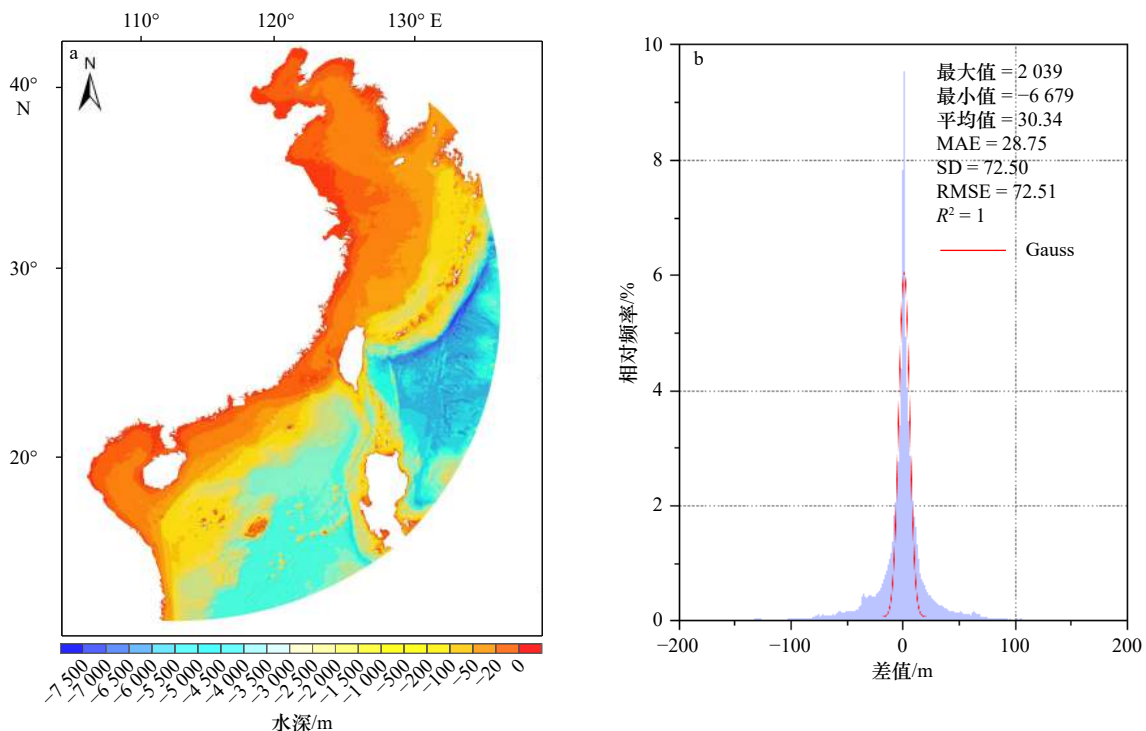 110°
120°
130° E
a
N
40°
N
30°
20°
−7 500
−7 000
−6 500
−6 000
−5 500
−5 000
−4 500
−4 000
−3 500
−3 000
−2 500
−2 000
−1 500
−1 000
−500
−200
−100
−50
−20
0
水深/m
b
10
8
6
4
2
0
相对频率/%
最大值 = 2 039
最小值 = −6 679
平均值 = 30.34
MAE = 28.75
SD = 72.50
RMSE = 72.51
R² = 1
Gauss
−200
−100
0
100
200
差值/m